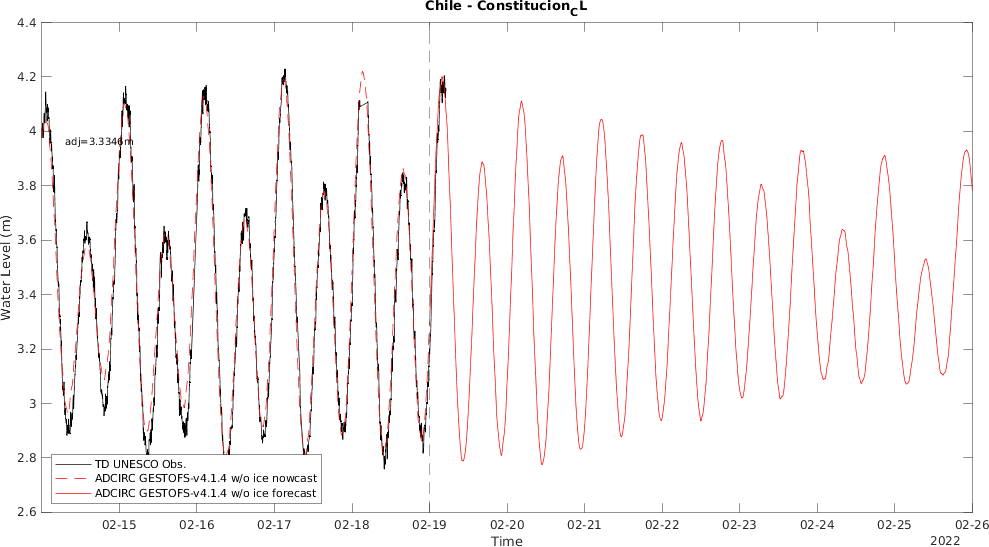 Chile - Constitucion_CL
4.4
4.2
4
3.8
3.6
3.4
3.2
3
2.8
2.6
Water Level (m)
adj=3.3346m
TD UNESCO Obs.
ADCIRC GESTOFS-v4.1.4 w/o ice nowcast
ADCIRC GESTOFS-v4.1.4 w/o ice forecast
02-15 02-16 02-17 02-18 02-19 02-20 02-21 02-22 02-23 02-24 02-25 02-26
Time
2022